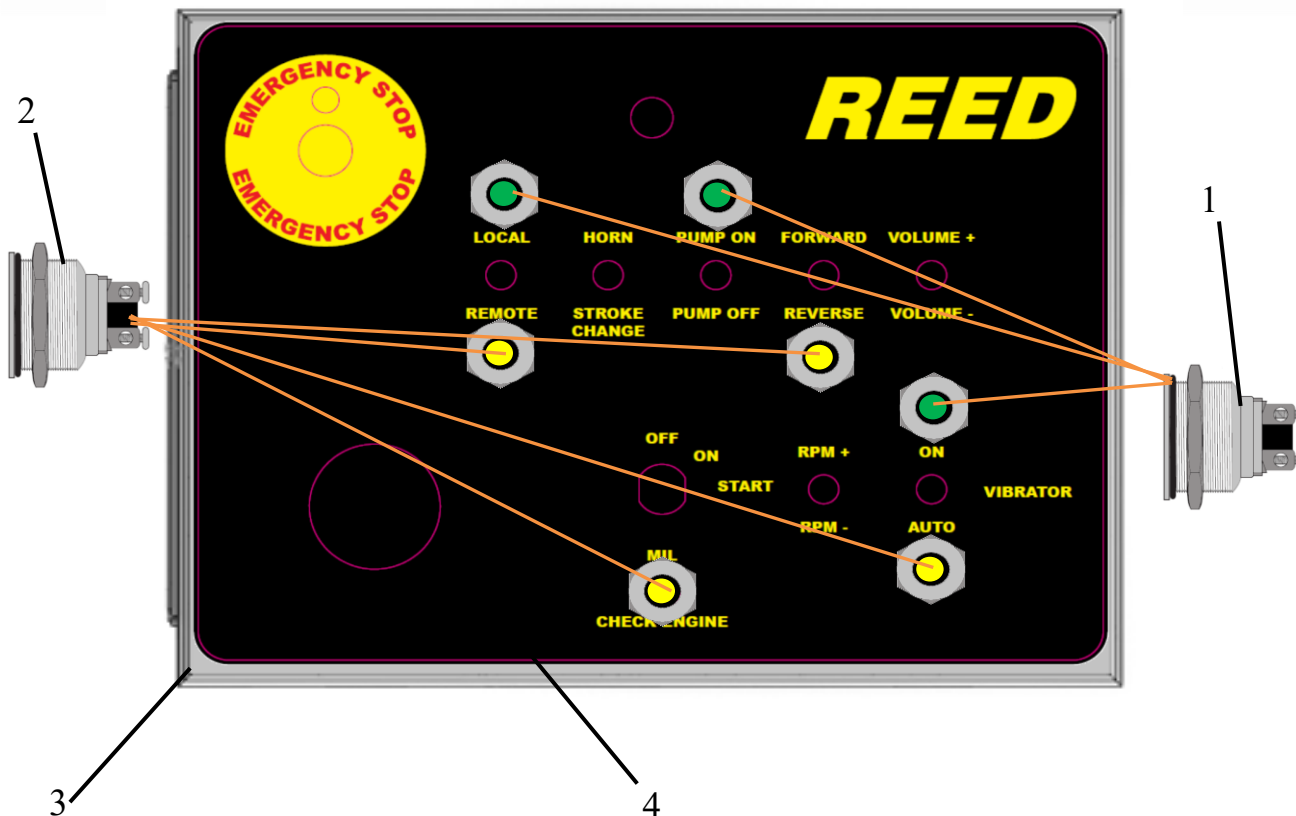 EMERGENCY STOP
EMERGENCY STOP
REED
2
1
LOCAL HORN PUMP ON FORWARD VOLUME +
REMOTE STROKE CHANGE PUMP OFF REVERSE VOLUME -
OFF
ON
START
RPM + ON
VIBRATOR
RPM - AUTO
MIL
CHECK ENGINE
3
4